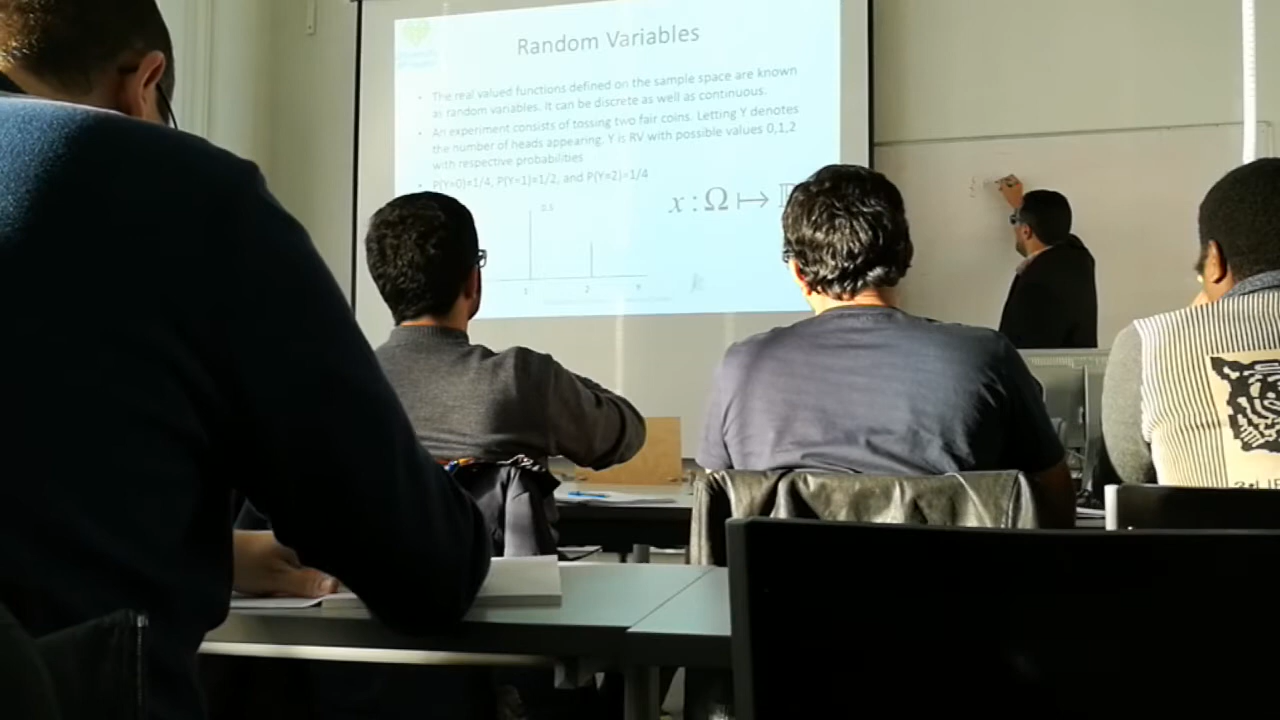 Random Variables
• The real valued functions defined on the sample space are known
as random variables. It can be discrete as well as continuous.
• An experiment consists of tossing two fair coins. Letting Y denotes
the number of heads appearing. Y is RV with possible values 0,1,2
with respective probabilities
• P(Y=0)=1/4, P(Y=1)=1/2, and P(Y=2)=1/4
x : Ω ↦
0.5
1 2